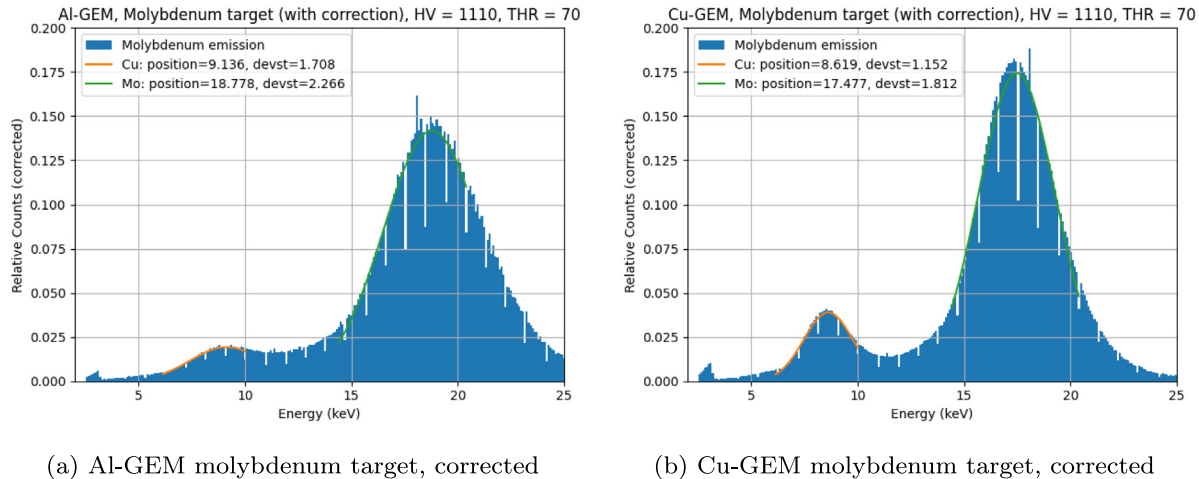 Al-GEM, Molybdenum target (with correction), HV = 1110, THR = 70
0.200
0.175
0.150
0.125
0.100
0.075
0.050
0.025
0.000
Relative Counts (corrected)
Molybdenum emission
Cu: position=9.136, devst=1.708
Mo: position=18.778, devst=2.266
5 10 15 20 25
Energy (keV)
(a) Al-GEM molybdenum target, corrected
Cu-GEM, Molybdenum target (with correction), HV = 1110, THR = 70
0.200
0.175
0.150
0.125
0.100
0.075
0.050
0.025
0.000
Relative Counts (corrected)
Molybdenum emission
Cu: position=8.619, devst=1.152
Mo: position=17.477, devst=1.812
5 10 15 20 25
Energy (keV)
(b) Cu-GEM molybdenum target, corrected